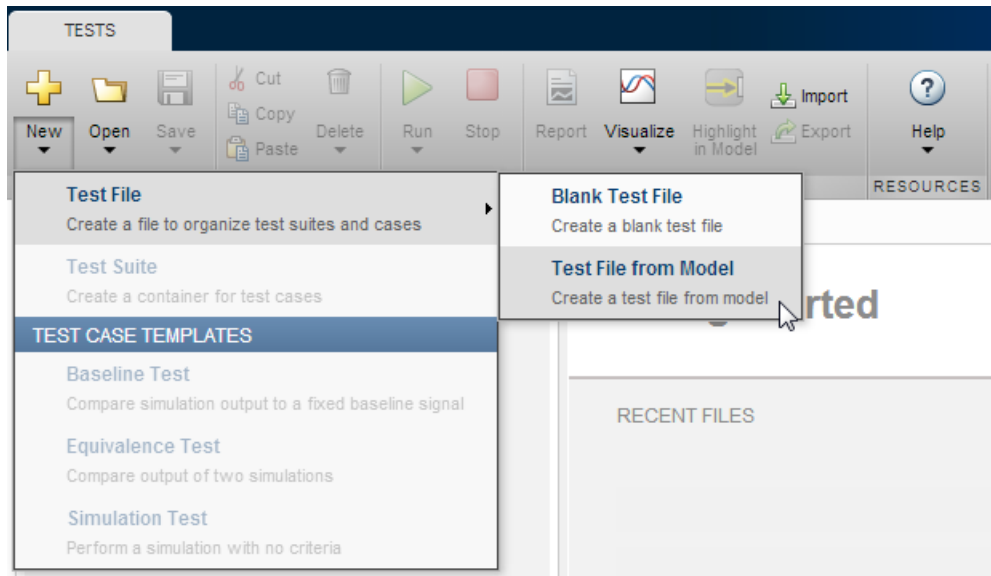 TESTS
New
Open
Save
Cut
Copy
Paste
Delete
Run
Stop
Report
Visualize
Highlight
in Model
Import
Export
Help
RESOURCES
Test File
Create a file to organize test suites and cases
Test Suite
Create a container for test cases
TEST CASE TEMPLATES
Baseline Test
Compare simulation output to a fixed baseline signal
Equivalence Test
Compare output of two simulations
Simulation Test
Perform a simulation with no criteria
Blank Test File
Create a blank test file
Test File from Model
Create a test file from model
rted
RECENT FILES